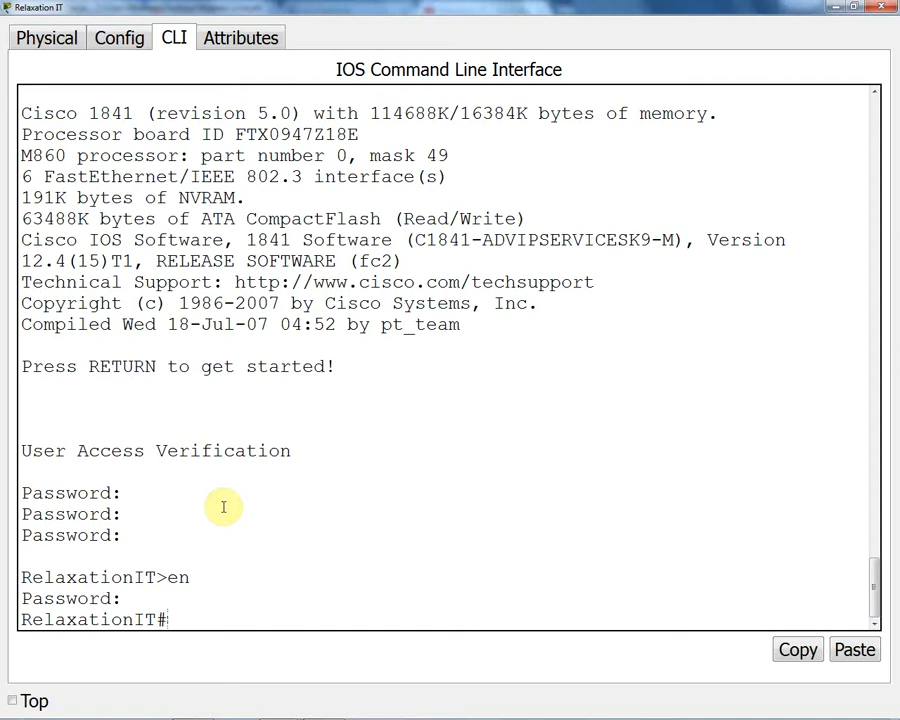 Relaxation IT
Physical Config CLI Attributes
IOS Command Line Interface
Cisco 1841 (revision 5.0) with 114688K/16384K bytes of memory.
Processor board ID FTX0947Z18E
M860 processor: part number 0, mask 49
6 FastEthernet/IEEE 802.3 interface(s)
191K bytes of NVRAM.
63488K bytes of ATA CompactFlash (Read/Write)
Cisco IOS Software, 1841 Software (C1841-ADVIPSERVICESK9-M), Version
12.4(15)T1, RELEASE SOFTWARE (fc2)
Technical Support: http://www.cisco.com/techsupport
Copyright (c) 1986-2007 by Cisco Systems, Inc.
Compiled Wed 18-Jul-07 04:52 by pt_team
Press RETURN to get started!
User Access Verification
Password:
Password:
Password:
RelaxationIT>en
Password:
RelaxationIT#
Copy Paste
Top